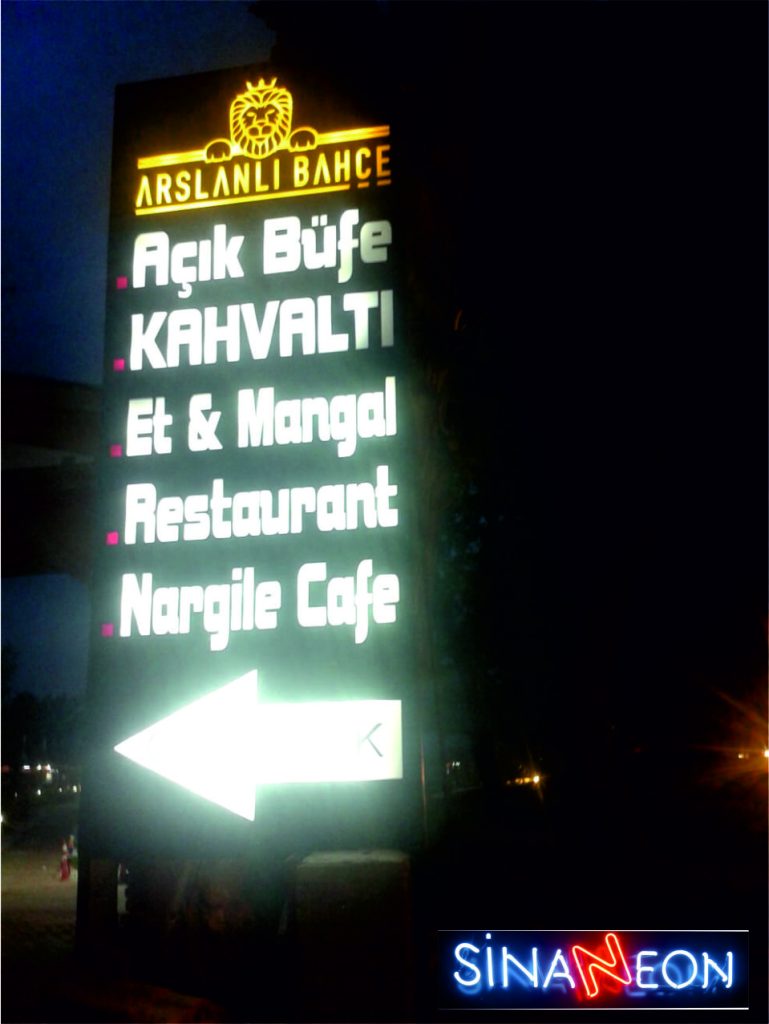 ARSLANLI BAHÇE
Açık Büfe
KAHVALTI
Et & Mangal
Restaurant
Nargile Cafe
K
SİNANEON